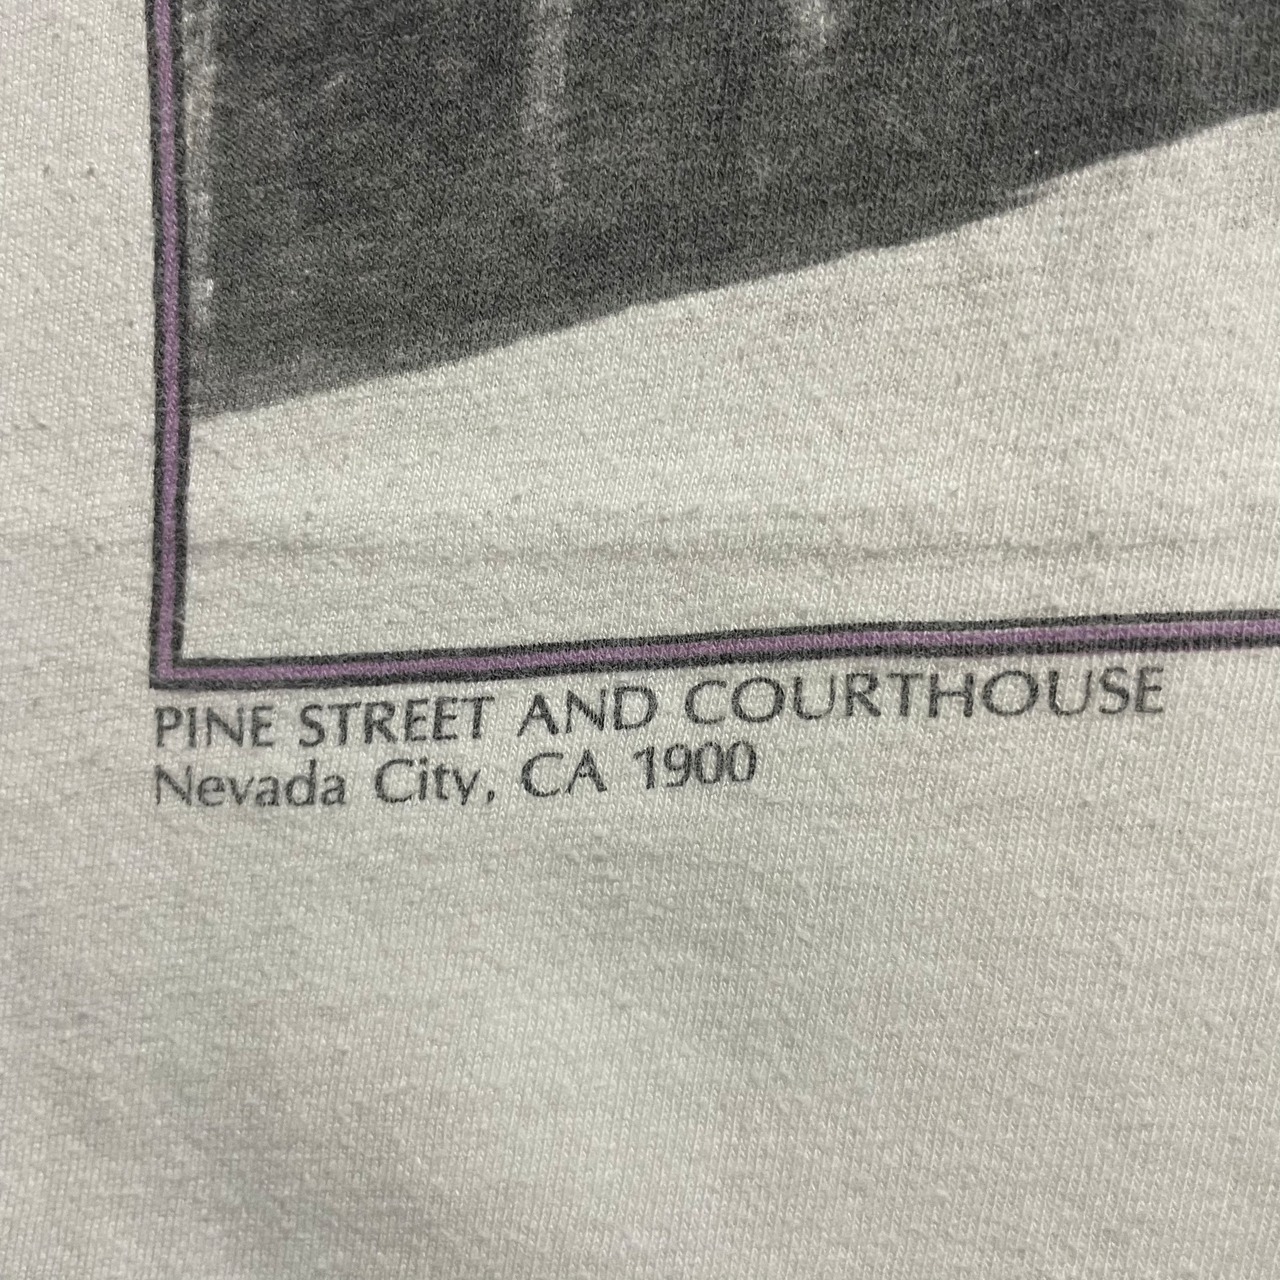 PINE STREET AND COURTHOUSE
Nevada City, CA 1900